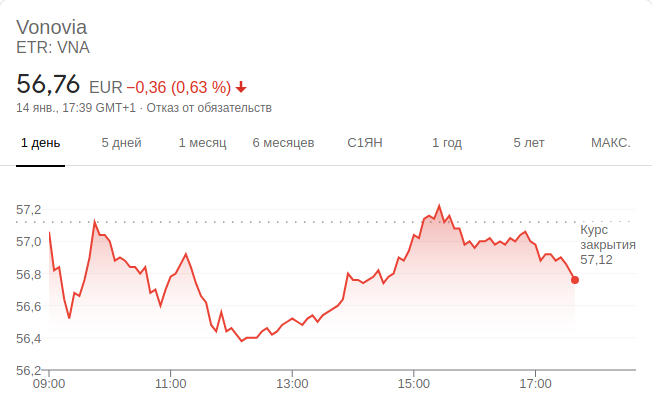 Vonovia
ETR: VNA
56,76 EUR −0,36 (0,63 %)
14 янв., 17:39 GMT+1 · Отказ от обязательств
1 день 5 дней 1 месяц 6 месяцев С1ЯН 1 год 5 лет МАКС.
57,2
57,0
56,8
56,6
56,4
56,2
Курс
закрытия
57,12
09:00 11:00 13:00 15:00 17:00